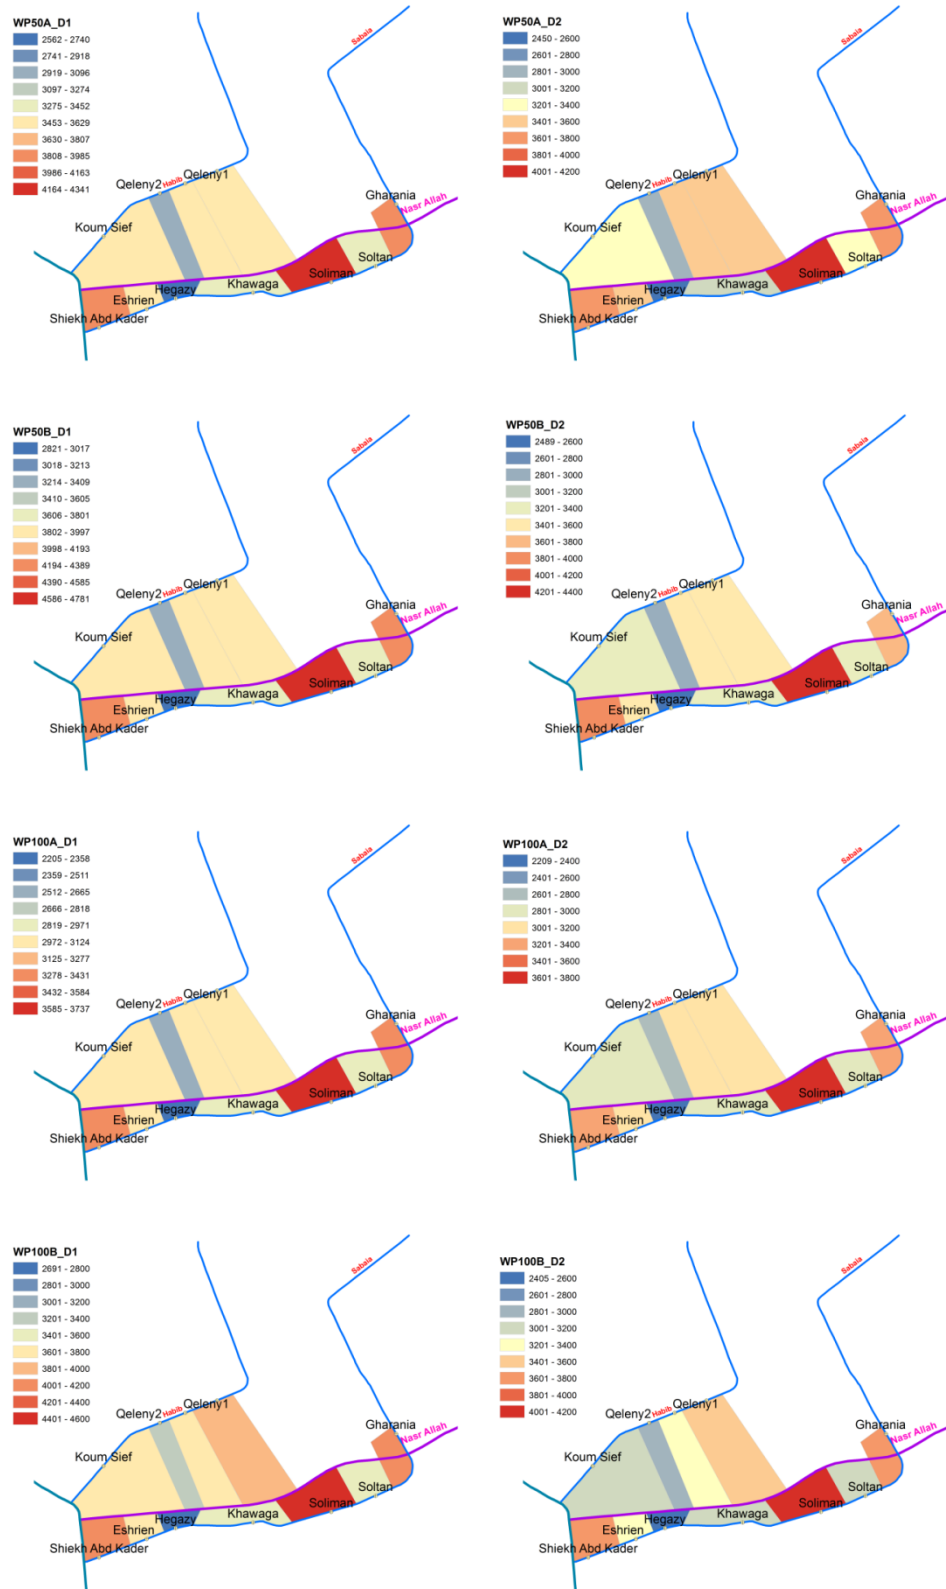 WP50A_D1
2562 - 2740
2741 - 2918
2919 - 3096
3097 - 3274
3275 - 3452
3453 - 3629
3630 - 3807
3808 - 3985
3986 - 4163
4164 - 4341
Sabaia
Qeleny2
Habib
Qeleny1
Gharania
Nasr Allah
Koum Sief
Soltan
Soliman
Khawaga
Hegazy
Eshrien
Shiekh Abd Kader
WP50A_D2
2450 - 2600
2601 - 2800
2801 - 3000
3001 - 3200
3201 - 3400
3401 - 3600
3601 - 3800
3801 - 4000
4001 - 4200
Sabaia
Qeleny2
Habib
Qeleny1
Gharania
Nasr Allah
Koum Sief
Soltan
Soliman
Khawaga
Hegazy
Eshrien
Shiekh Abd Kader
WP50B_D1
2821 - 3017
3018 - 3213
3214 - 3409
3410 - 3605
3606 - 3801
3802 - 3997
3998 - 4193
4194 - 4389
4390 - 4585
4586 - 4781
Sabaia
Qeleny2
Habib
Qeleny1
Gharania
Nasr Allah
Koum Sief
Soltan
Soliman
Khawaga
Hegazy
Eshrien
Shiekh Abd Kader
WP50B_D2
2489 - 2600
2601 - 2800
2801 - 3000
3001 - 3200
3201 - 3400
3401 - 3600
3601 - 3800
3801 - 4000
4001 - 4200
4201 - 4400
Sabaia
Qeleny2
Habib
Qeleny1
Gharania
Nasr Allah
Koum Sief
Soltan
Soliman
Khawaga
Hegazy
Eshrien
Shiekh Abd Kader
WP100A_D1
2205 - 2358
2359 - 2511
2512 - 2665
2666 - 2818
2819 - 2971
2972 - 3124
3125 - 3277
3278 - 3431
3432 - 3584
3585 - 3737
Sabaia
Qeleny2
Habib
Qeleny1
Gharania
Nasr Allah
Koum Sief
Soltan
Soliman
Khawaga
Hegazy
Eshrien
Shiekh Abd Kader
WP100A_D2
2209 - 2400
2401 - 2600
2601 - 2800
2801 - 3000
3001 - 3200
3201 - 3400
3401 - 3600
3601 - 3800
Sabaia
Qeleny2
Habib
Qeleny1
Gharania
Nasr Allah
Koum Sief
Soltan
Soliman
Khawaga
Hegazy
Eshrien
Shiekh Abd Kader
WP100B_D1
2691 - 2800
2801 - 3000
3001 - 3200
3201 - 3400
3401 - 3600
3601 - 3800
3801 - 4000
4001 - 4200
4201 - 4400
4401 - 4600
Sabaia
Qeleny2
Habib
Qeleny1
Gharania
Nasr Allah
Koum Sief
Soltan
Soliman
Khawaga
Hegazy
Eshrien
Shiekh Abd Kader
WP100B_D2
2405 - 2600
2601 - 2800
2801 - 3000
3001 - 3200
3201 - 3400
3401 - 3600
3601 - 3800
3801 - 4000
4001 - 4200
Sabaia
Qeleny2
Habib
Qeleny1
Gharania
Nasr Allah
Koum Sief
Soltan
Soliman
Khawaga
Hegazy
Eshrien
Shiekh Abd Kader